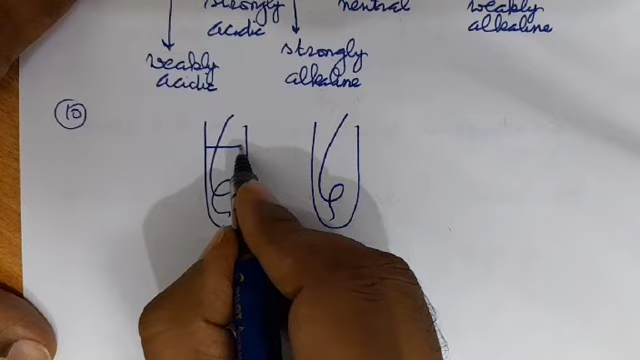 strongly neutral weakly
acidic alkaline
weakly strongly
acidic alkaline
10